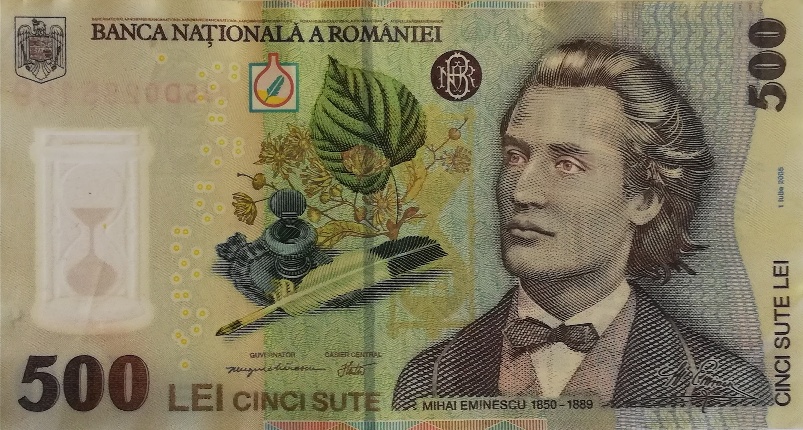 BANCA NAȚIONALĂ A ROMÂNIEI
500
1 Iulie 2005
GUVERNATOR
CASIER CENTRAL
500 LEI CINCI SUTE
MIHAI EMINESCU 1850-1889
CINCI SUTE LEI